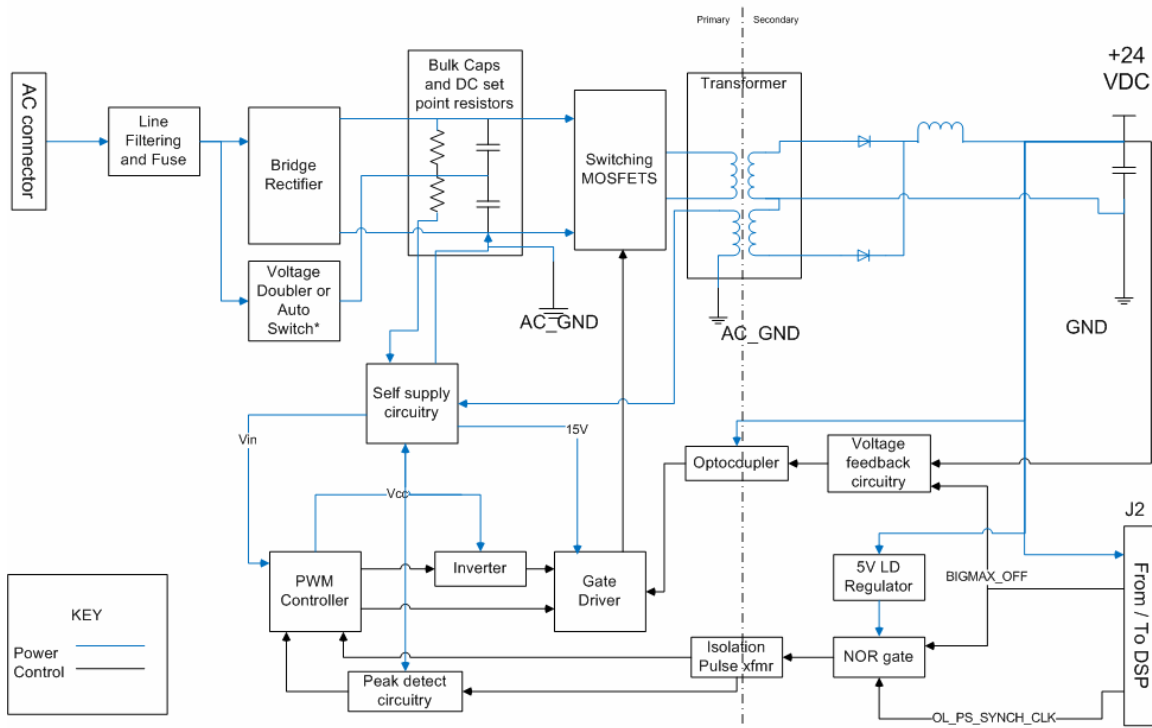 Primary
Secondary
+24
VDC
AC connector
Line
Filtering
and Fuse
Bridge
Rectifier
Bulk Caps
and DC set
point resistors
Switching
MOSFETS
Transformer
Voltage
Doubler or
Auto
Switch*
AC_GND
AC_GND
GND
Self supply
circuitry
Vin
15V
Optocoupler
Voltage
feedback
circuitry
J2
Vcc
PWM
Controller
Inverter
Gate
Driver
5V LD
Regulator
BIGMAX_OFF
From / To DSP
KEY
Power
Control
Isolation
Pulse xfmr
NOR gate
Peak detect
circuitry
OL_PS_SYNCH_CLK